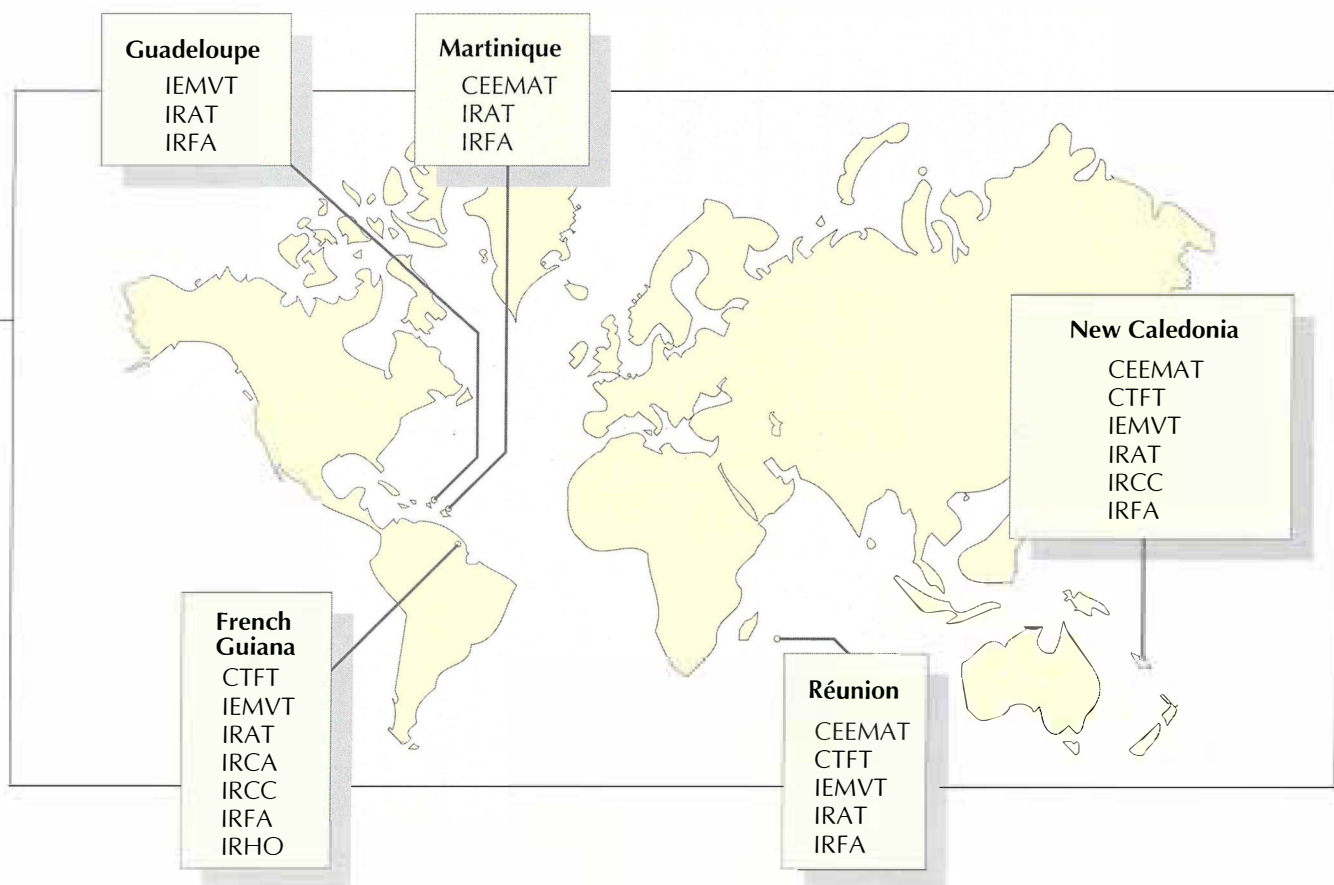 Guadeloupe
IEMVT
IRAT
IRFA
Martinique
CEEMAT
IRAT
IRFA
New Caledonia
CEEMAT
CTFT
IEMVT
IRAT
IRCC
IRFA
French
Guiana
CTFT
IEMVT
IRAT
IRCA
IRCC
IRFA
IRHO
Réunion
CEEMAT
CTFT
IEMVT
IRAT
IRFA